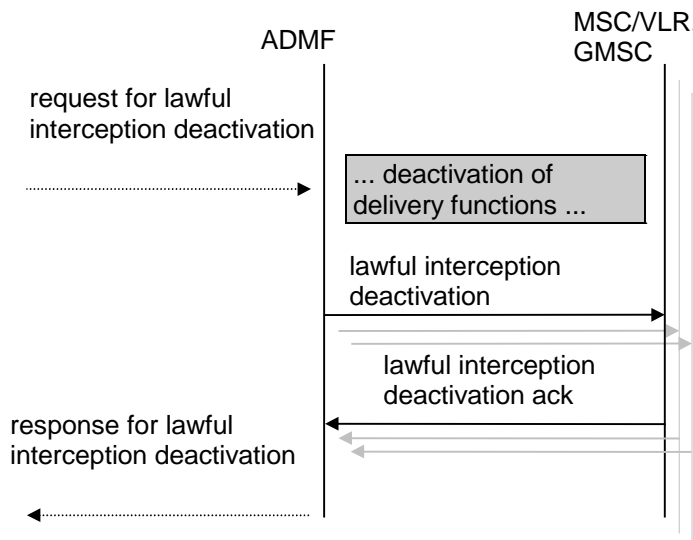 ADMF
MSC/VLR
GMSC
request for lawful
interception deactivation
... deactivation of
delivery functions ...
lawful interception
deactivation
lawful interception
deactivation ack
response for lawful
interception deactivation